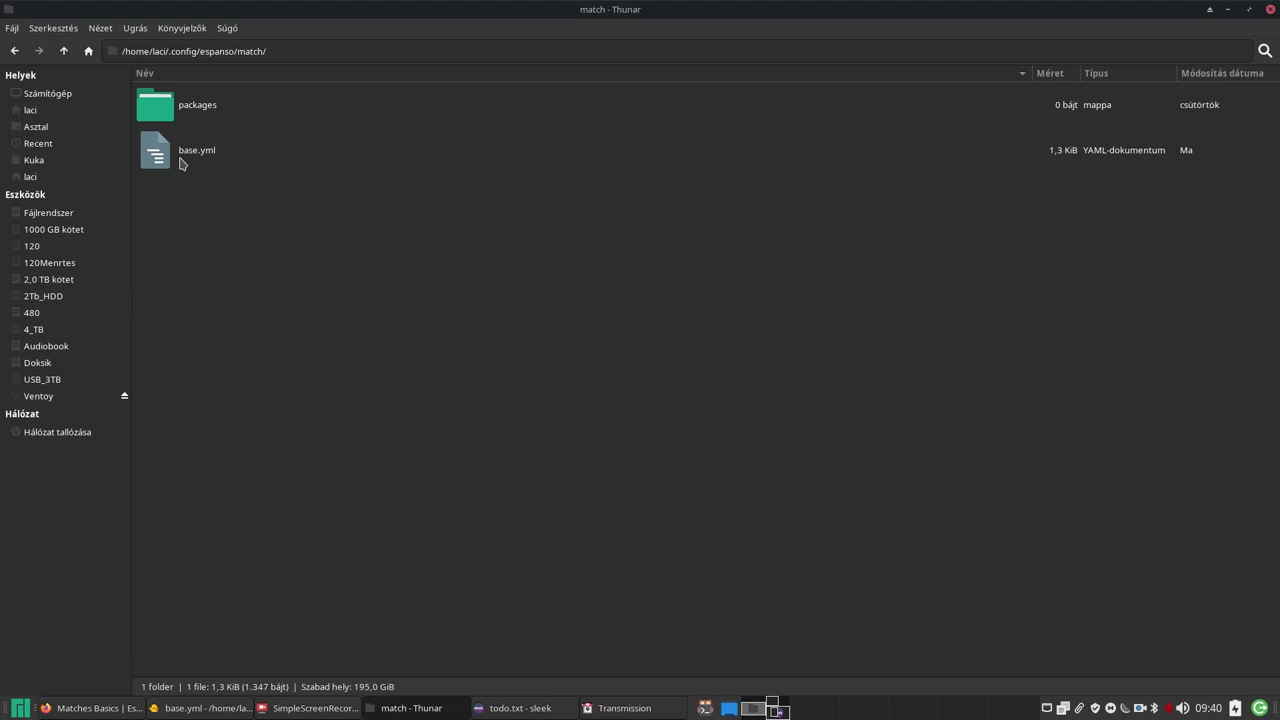 match - Thunar
Fájl Szerkesztés Nézet Ugrás Könyvjelzők Súgó
/home/laci/.config/espanso/match/
Helyek
Számítógép
laci
Asztal
Recent
Kuka
laci
Eszközök
Fájlrendszer
1000 GB kötet
120
120Menrtes
2,0 TB kötet
2Tb_HDD
480
4_TB
Audiobook
Doksik
USB_3TB
Ventoy
Hálózat
Hálózat tallózása
Név Méret Típus Módosítás dátuma
packages 0 bájt mappa csütörtök
base.yml 1,3 KiB YAML-dokumentum Ma
1 folder | 1 file: 1,3 KiB (1.347 bájt) | Szabad hely: 195,0 GiB
Matches Basics | Es... base.yml - /home/la... SimpleScreenRecor... match - Thunar todo.txt - sleek Transmission 09:40